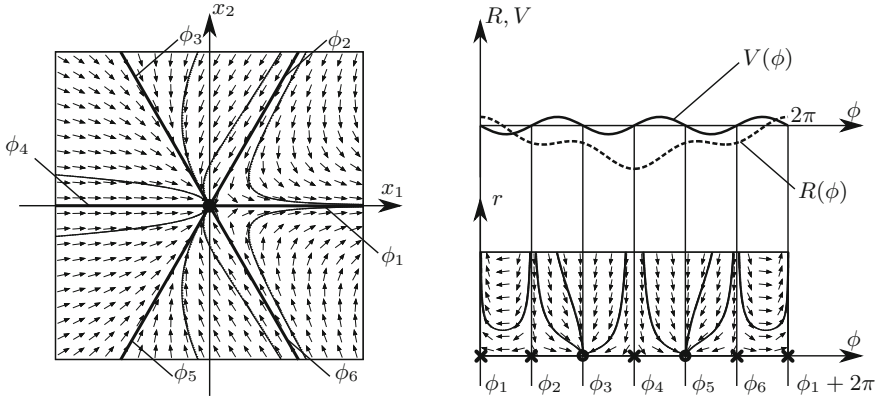 x₂
ϕ₃
ϕ₂
ϕ₄
x₁
ϕ₁
ϕ₅
ϕ₆
R, V
V(ϕ)
2π
ϕ
R(ϕ)
r
ϕ
ϕ₁ ϕ₂ ϕ₃ ϕ₄ ϕ₅ ϕ₆ ϕ₁ + 2π